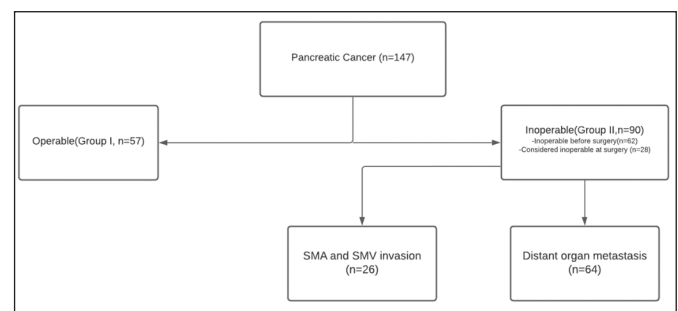 Pancreatic Cancer (n=147)
Operable(Group I, n=57)
Inoperable(Group II,n=90)
-Inoperable before surgery(n=62)
-Considered inoperable at surgery (n=28)
SMA and SMV invasion
(n=26)
Distant organ metastasis
(n=64)